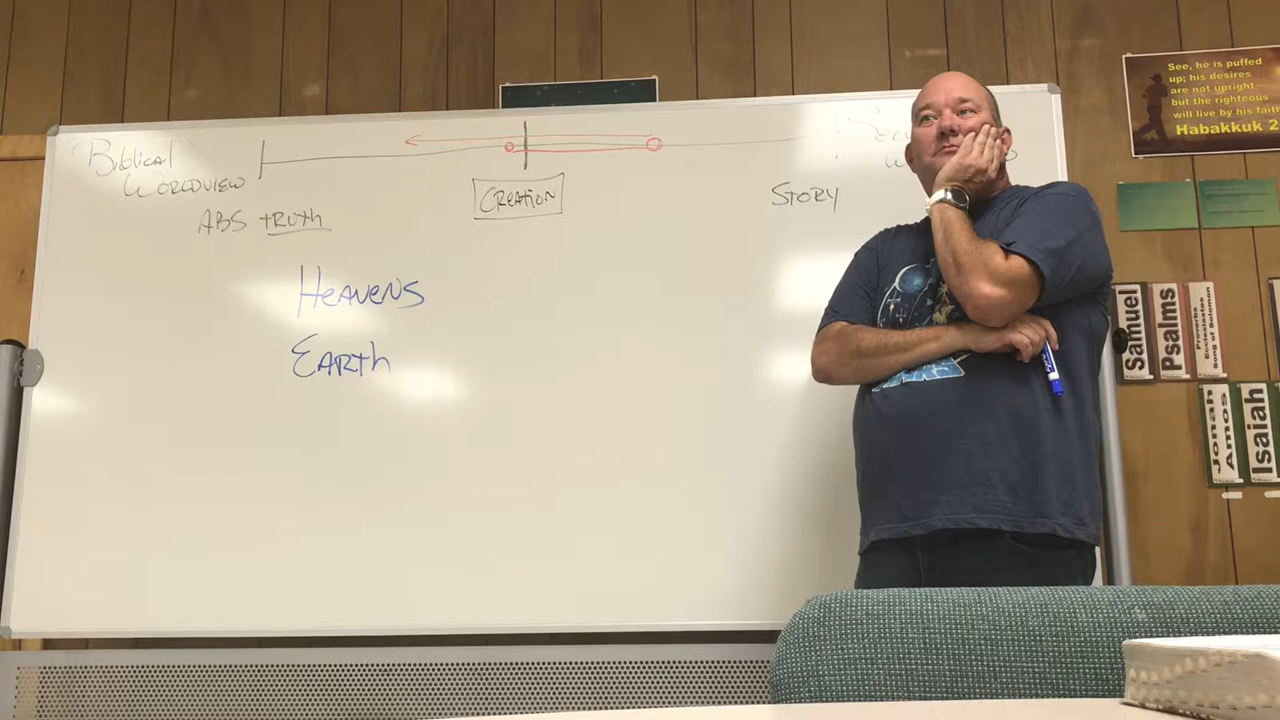 Biblical
Worldview
ABS truth
Creation
Story
Heavens
Earth
See, he is puffed
up; his desires
are not upright
but the righteous
will live by his
Habakkuk 2
Samuel
Psalms
Proverbs
Ecclesiastes
Song of Solomon
Jonah
Amos
Isaiah